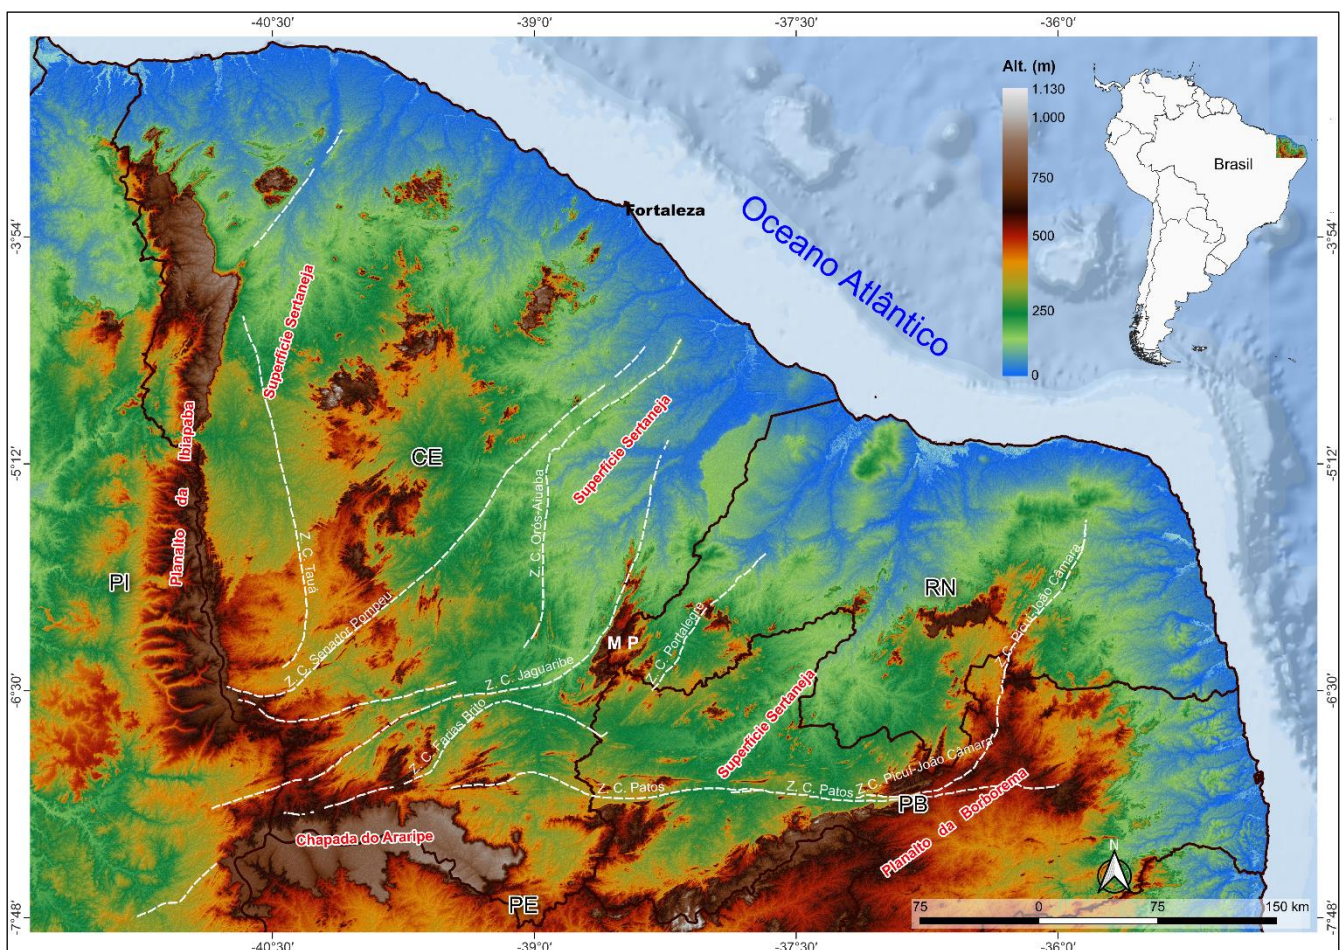 -40°30'
-39°0'
-37°30'
-36°0'
Alt. (m)
1.130
1.000
750
500
250
0
Brasil
Fortaleza
Oceano Atlântico
-3°54'
-3°54'
Superfície Sertaneja
Superfície Sertaneja
Superfície Sertaneja
-5°12'
-5°12'
CE
PI
RN
Planalto da Ibiapaba
Z. C. Tauá
Z. C. Orós-Aiuaba
Z. C. Senador Pompeu
Z. C. Jaguaribe
M P
Z. C. Portalegre
Z. C. Picuí-João Câmara
-6°30'
-6°30'
Z. C. Farias Brito
Z. C. Picuí-João Câmara
Z. C. Patos
Z. C. Patos
PB
Chapada do Araripe
Planalto da Borborema
PE
N
75
0
75
150 km
-7°48'
-7°48'
-40°30'
-39°0'
-37°30'
-36°0'